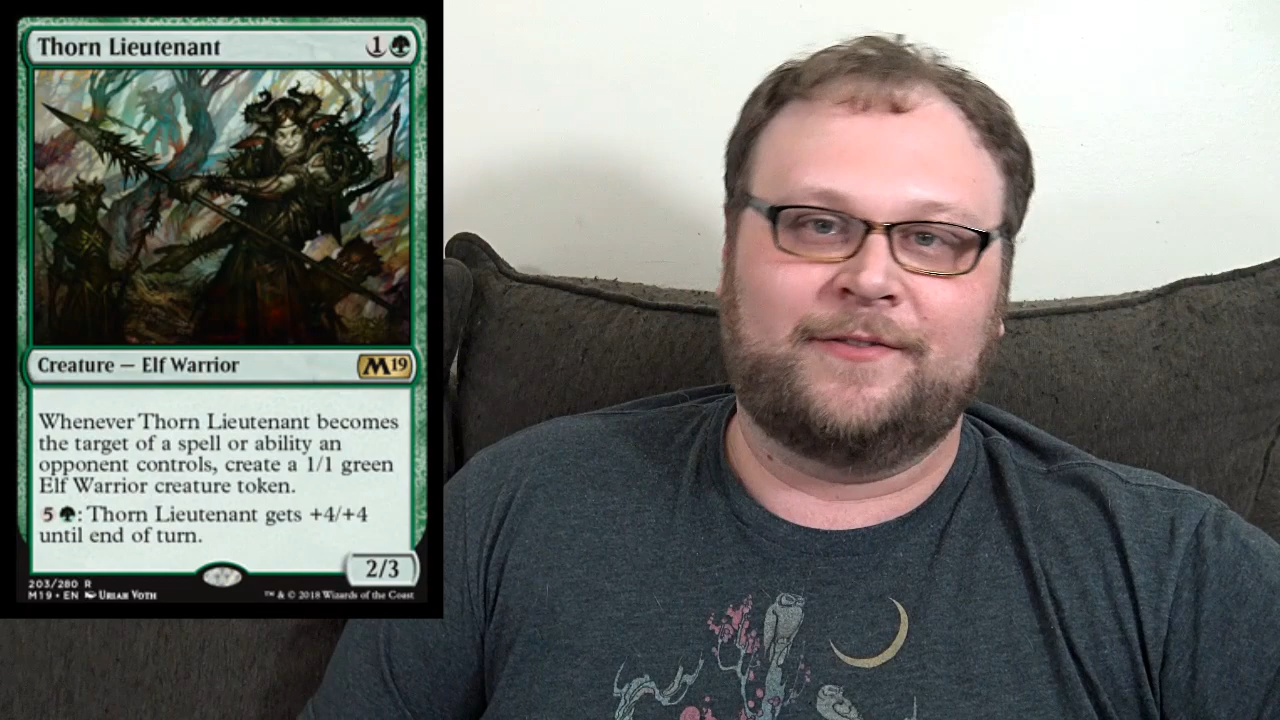 Thorn Lieutenant 1
Creature — Elf Warrior M19
Whenever Thorn Lieutenant becomes
the target of a spell or ability an
opponent controls, create a 1/1 green
Elf Warrior creature token.
5 : Thorn Lieutenant gets +4/+4
until end of turn.
2/3
203/280 R
M19 • EN Uriah Voth
™ & © 2018 Wizards of the Coast